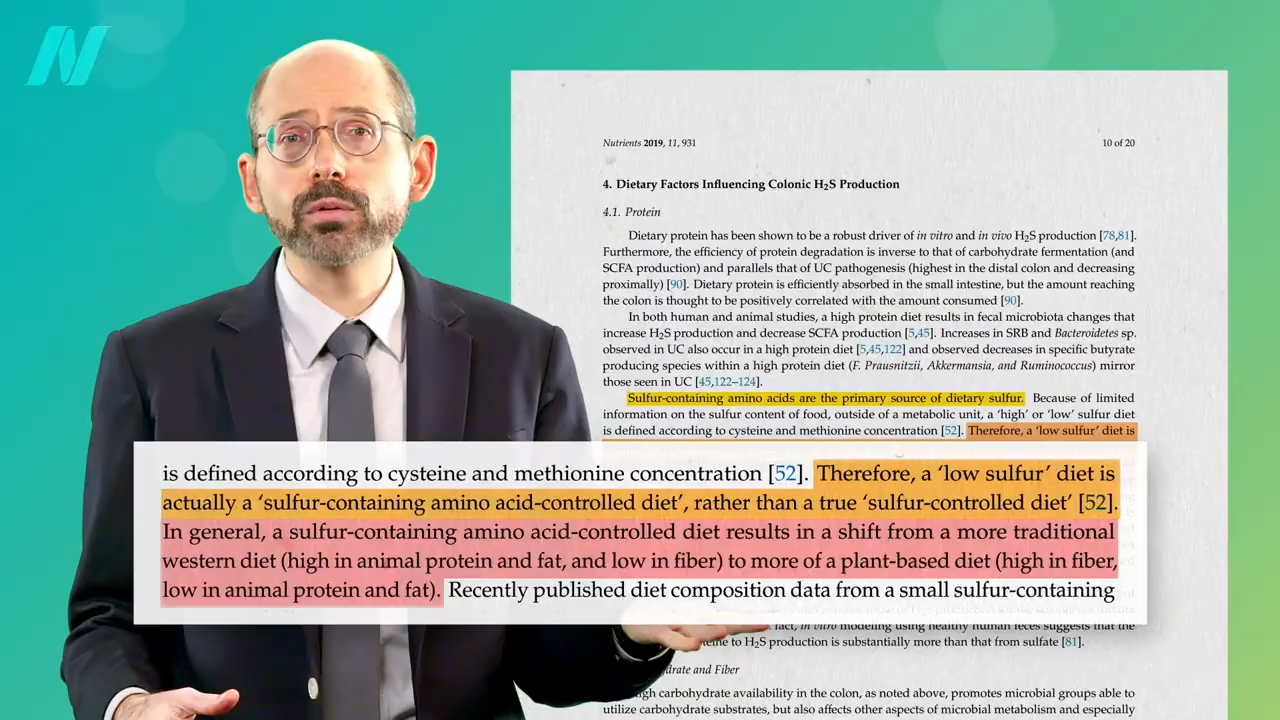 N
Nutrients 2019, 11, 931
10 of 20
4. Dietary Factors Influencing Colonic H₂S Production
4.1. Protein
Dietary protein has been shown to be a robust driver of in vitro and in vivo H₂S production [78,81].
Furthermore, the efficiency of protein degradation is inverse to that of carbohydrate fermentation (and
SCFA production) and parallels that of UC pathogenesis (highest in the distal colon and decreasing
proximally) [90]. Dietary protein is efficiently absorbed in the small intestine, but the amount reaching
the colon is thought to be positively correlated with the amount consumed [90].
In both human and animal studies, a high protein diet results in fecal microbiota changes that
increase H₂S production and decrease SCFA production [5,45]. Increases in SRB and Bacteroidetes sp.
observed in UC also occur in a high protein diet [5,45,122] and observed decreases in specific butyrate
producing species within a high protein diet (F. Prausnitzii, Akkermansia, and Ruminococcus) mirror
those seen in UC [45,122–124].
Sulfur-containing amino acids are the primary source of dietary sulfur. Because of limited
information on the sulfur content of food, outside of a metabolic unit, a ‘high’ or ‘low’ sulfur diet
is defined according to cysteine and methionine concentration [52]. Therefore, a ‘low sulfur’ diet is
is defined according to cysteine and methionine concentration [52]. Therefore, a ‘low sulfur’ diet is
actually a ‘sulfur-containing amino acid-controlled diet’, rather than a true ‘sulfur-controlled diet’ [52].
In general, a sulfur-containing amino acid-controlled diet results in a shift from a more traditional
western diet (high in animal protein and fat, and low in fiber) to more of a plant-based diet (high in fiber,
low in animal protein and fat). Recently published diet composition data from a small sulfur-containing
fact, in vitro modeling using healthy human feces suggests that the
to H₂S production is substantially more than that from sulfate [81].
and Fiber
carbohydrate availability in the colon, as noted above, promotes microbial groups able to
utilize carbohydrate substrates, but also affects other aspects of microbial metabolism and especially